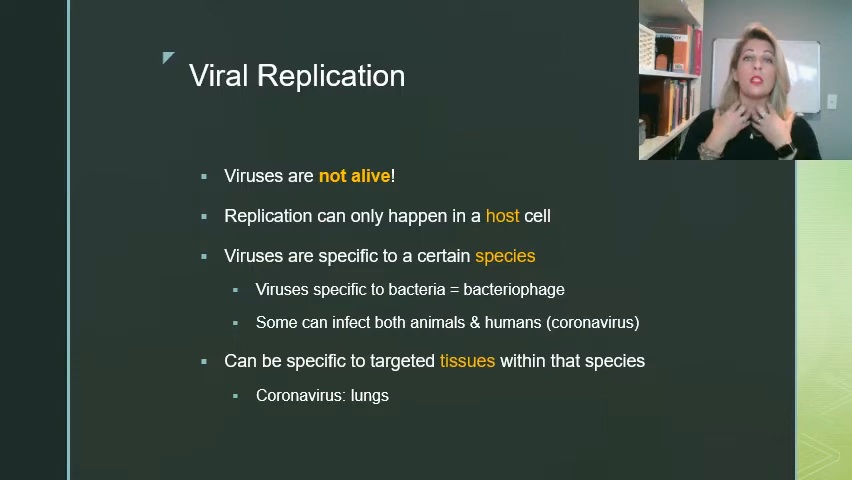 Viral Replication
Viruses are not alive!
Replication can only happen in a host cell
Viruses are specific to a certain species
Viruses specific to bacteria = bacteriophage
Some can infect both animals & humans (coronavirus)
Can be specific to targeted tissues within that species
Coronavirus: lungs